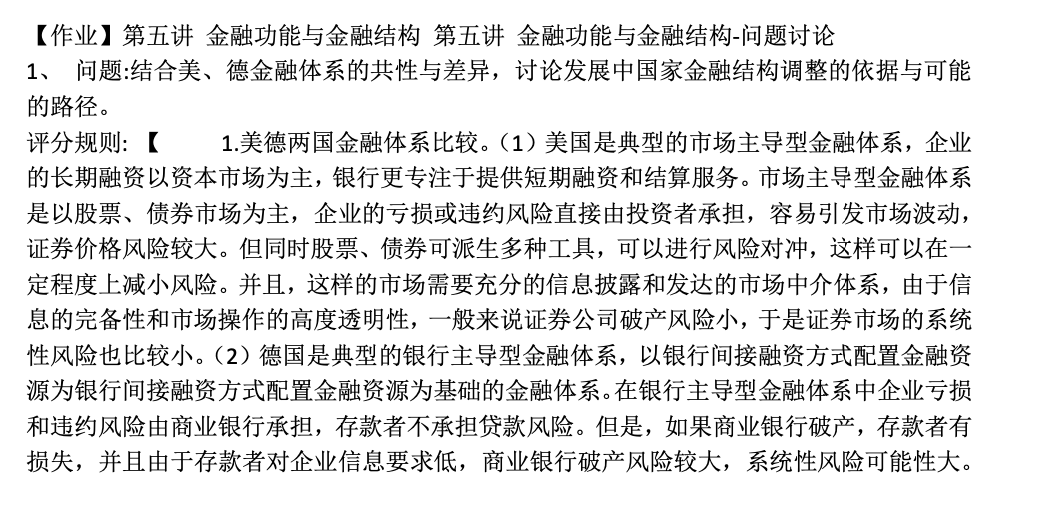 【作业】第五讲 金融功能与金融结构 第五讲 金融功能与金融结构-问题讨论
1、 问题:结合美、德金融体系的共性与差异，讨论发展中国家金融结构调整的依据与可能
的路径。
评分规则: 【 1.美德两国金融体系比较。（1）美国是典型的市场主导型金融体系，企业
的长期融资以资本市场为主，银行更专注于提供短期融资和结算服务。市场主导型金融体系
是以股票、债券市场为主，企业的亏损或违约风险直接由投资者承担，容易引发市场波动，
证券价格风险较大。但同时股票、债券可派生多种工具，可以进行风险对冲，这样可以在一
定程度上减小风险。并且，这样的市场需要充分的信息披露和发达的市场中介体系，由于信
息的完备性和市场操作的高度透明性，一般来说证券公司破产风险小，于是证券市场的系统
性风险也比较小。（2）德国是典型的银行主导型金融体系，以银行间接融资方式配置金融资
源为银行间接融资方式配置金融资源为基础的金融体系。在银行主导型金融体系中企业亏损
和违约风险由商业银行承担，存款者不承担贷款风险。但是，如果商业银行破产，存款者有
损失，并且由于存款者对企业信息要求低，商业银行破产风险较大，系统性风险可能性大。